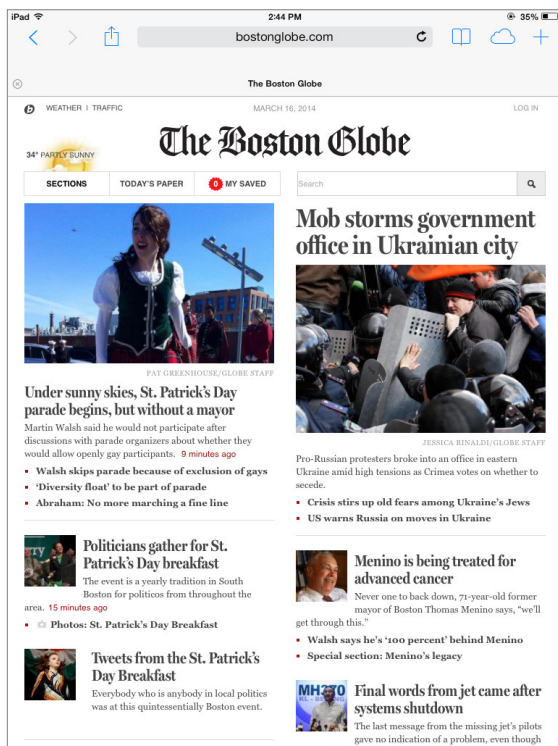 iPad
2:44 PM
35%
bostonglobe.com
The Boston Globe
b WEATHER | TRAFFIC
MARCH 16, 2014
LOG IN
34° PARTLY SUNNY
The Boston Globe
SECTIONS
TODAY'S PAPER
0 MY SAVED
Search
PAT GREENHOUSE/GLOBE STAFF
Under sunny skies, St. Patrick's Day
parade begins, but without a mayor
Martin Walsh said he would not participate after
discussions with parade organizers about whether they
would allow openly gay participants. 9 minutes ago
Walsh skips parade because of exclusion of gays
'Diversity float' to be part of parade
Abraham: No more marching a fine line
Politicians gather for St.
Patrick's Day breakfast
The event is a yearly tradition in South
Boston for politicos from throughout the
area. 15 minutes ago
Photos: St. Patrick's Day Breakfast
Tweets from the St. Patrick's
Day Breakfast
Everybody who is anybody in local politics
was at this quintessentially Boston event.
Mob storms government
office in Ukrainian city
JESSICA RINALDI/GLOBE STAFF
Pro-Russian protesters broke into an office in eastern
Ukraine amid high tensions as Crimea votes on whether to
secede.
Crisis stirs up old fears among Ukraine's Jews
US warns Russia on moves in Ukraine
Menino is being treated for
advanced cancer
Never one to back down, 71-year-old former
mayor of Boston Thomas Menino says, "we'll
get through this."
Walsh says he's '100 percent' behind Menino
Special section: Menino's legacy
MH370
Final words from jet came after
systems shutdown
The last message from the missing jet's pilots
gave no indication of a problem, even though